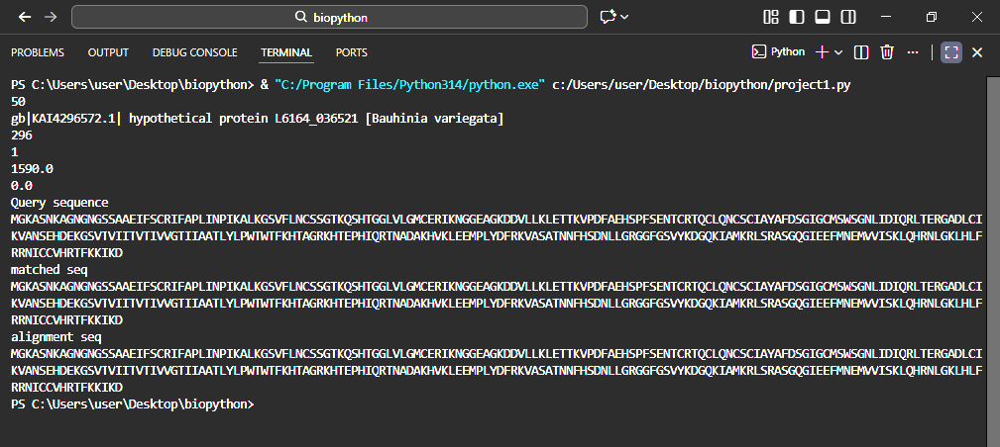 biopython
PROBLEMS OUTPUT DEBUG CONSOLE TERMINAL PORTS Python
PS C:\Users\user\Desktop\biopython> & "C:/Program Files/Python314/python.exe" c:/Users/user/Desktop/biopython/project1.py
50
gb|KAI4296572.1| hypothetical protein L6164_036521 [Bauhinia variegata]
296
1
1590.0
0.0
Query sequence
MGKASNKAGNGNGSSAAEIFSCRIFAPLINPIKALKGSVFLNCSSGTKQSHTGGLVLGMCERIKNGGEAGKDDVLLKLETTKVPDFAEHSPFSENTCRTQCLQNCSCIAYAFDSGIGCMSWSGNLIDIQRLTERGADLCI
KVANSEHDEKGSVTVIITVTIVVGTIIAATLYLPWTWTFKHTAGRKHTEPHIQRTNADAKHVKLEEMPLYDFRKVASATNNFHSDNLLGRGGFGSVYKDGQKIAMKRLSRASGQGIEEFMNEMVVISKLQHRNLGKLHLF
RRNICCVHRTFKKIKD
matched seq
MGKASNKAGNGNGSSAAEIFSCRIFAPLINPIKALKGSVFLNCSSGTKQSHTGGLVLGMCERIKNGGEAGKDDVLLKLETTKVPDFAEHSPFSENTCRTQCLQNCSCIAYAFDSGIGCMSWSGNLIDIQRLTERGADLCI
KVANSEHDEKGSVTVIITVTIVVGTIIAATLYLPWTWTFKHTAGRKHTEPHIQRTNADAKHVKLEEMPLYDFRKVASATNNFHSDNLLGRGGFGSVYKDGQKIAMKRLSRASGQGIEEFMNEMVVISKLQHRNLGKLHLF
RRNICCVHRTFKKIKD
alignment seq
MGKASNKAGNGNGSSAAEIFSCRIFAPLINPIKALKGSVFLNCSSGTKQSHTGGLVLGMCERIKNGGEAGKDDVLLKLETTKVPDFAEHSPFSENTCRTQCLQNCSCIAYAFDSGIGCMSWSGNLIDIQRLTERGADLCI
KVANSEHDEKGSVTVIITVTIVVGTIIAATLYLPWTWTFKHTAGRKHTEPHIQRTNADAKHVKLEEMPLYDFRKVASATNNFHSDNLLGRGGFGSVYKDGQKIAMKRLSRASGQGIEEFMNEMVVISKLQHRNLGKLHLF
RRNICCVHRTFKKIKD
PS C:\Users\user\Desktop\biopython>